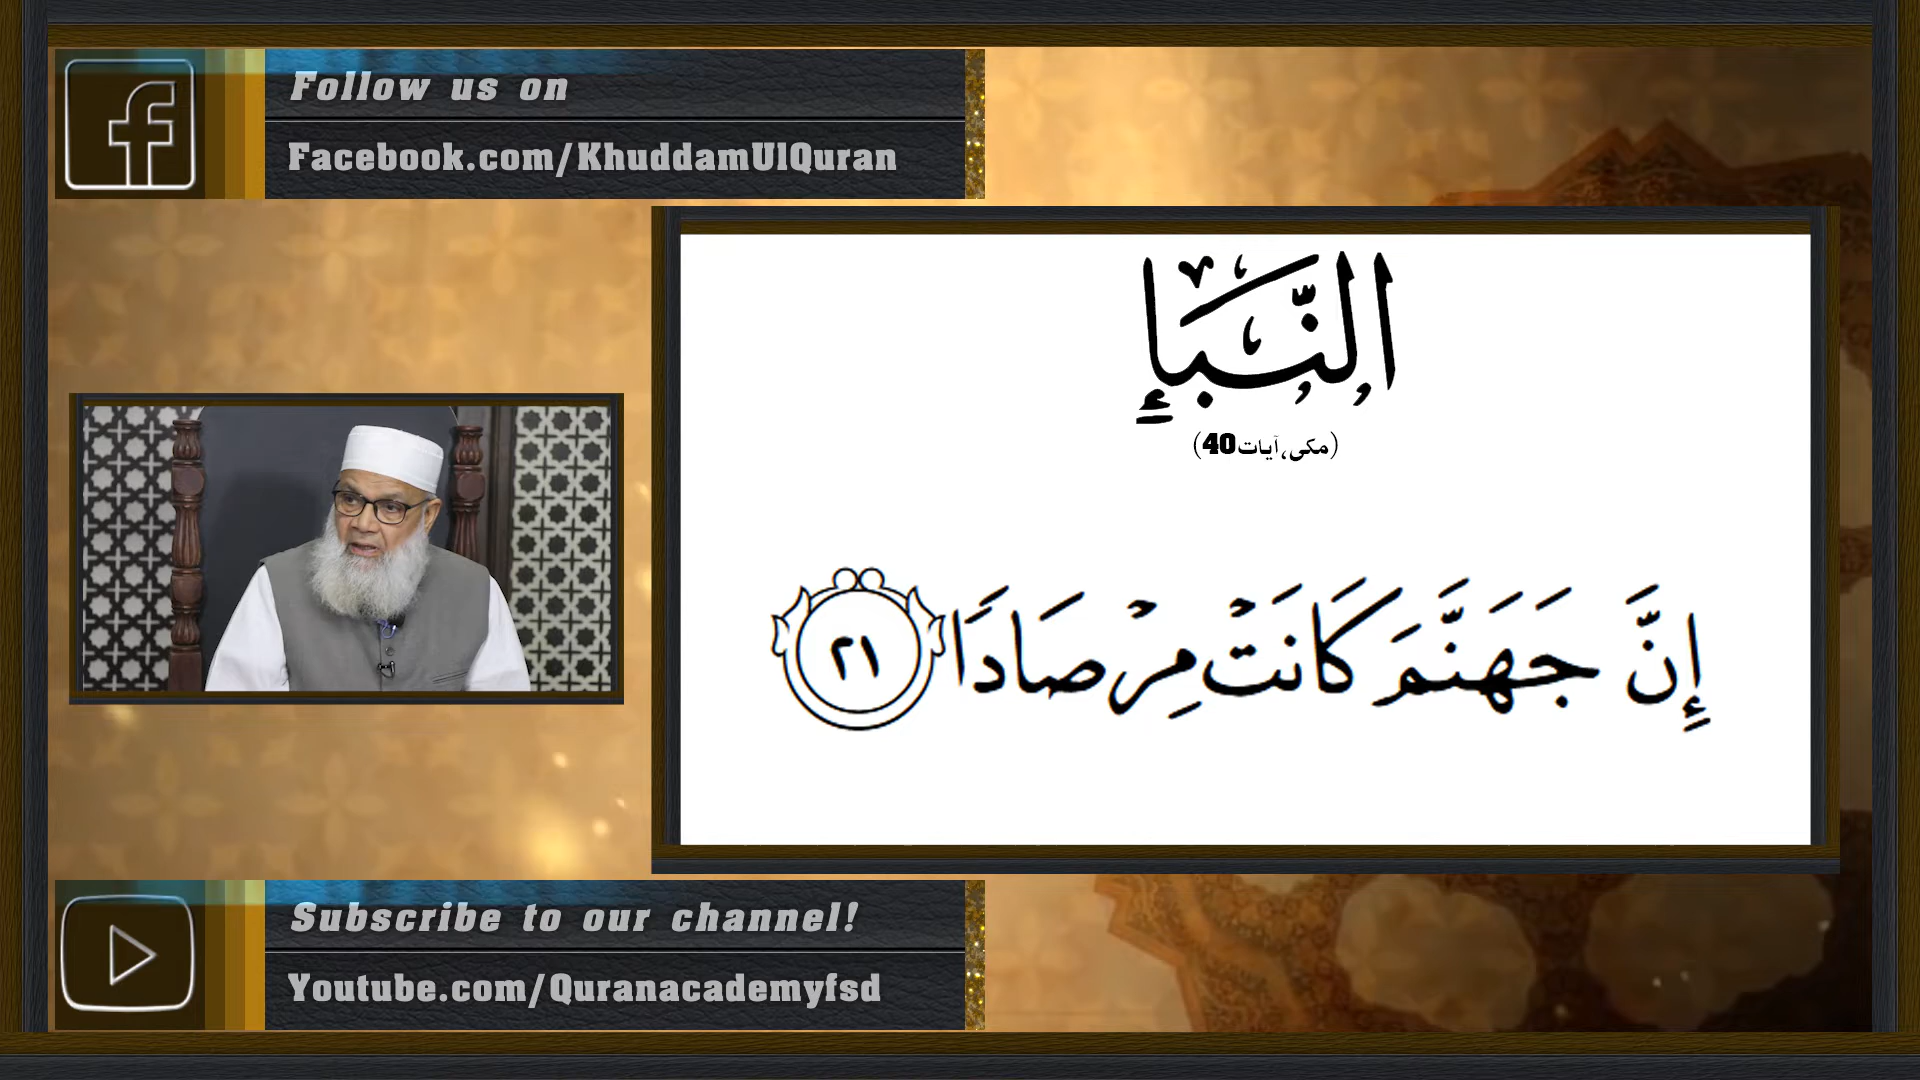 Follow us on
Facebook.com/KhuddamUlQuran
النَّبَإِ
(مکی، آیات 40)
إِنَّ جَهَنَّمَ كَانَتْ مِرْصَادًا ٢١
Subscribe to our channel!
Youtube.com/Quranacademyfsd